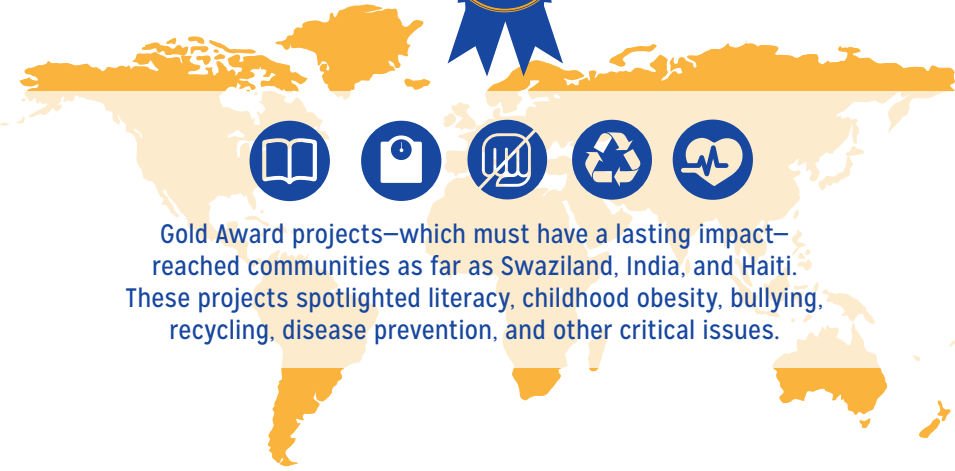 Gold Award projects—which must have a lasting impact—
reached communities as far as Swaziland, India, and Haiti.
These projects spotlighted literacy, childhood obesity, bullying,
recycling, disease prevention, and other critical issues.